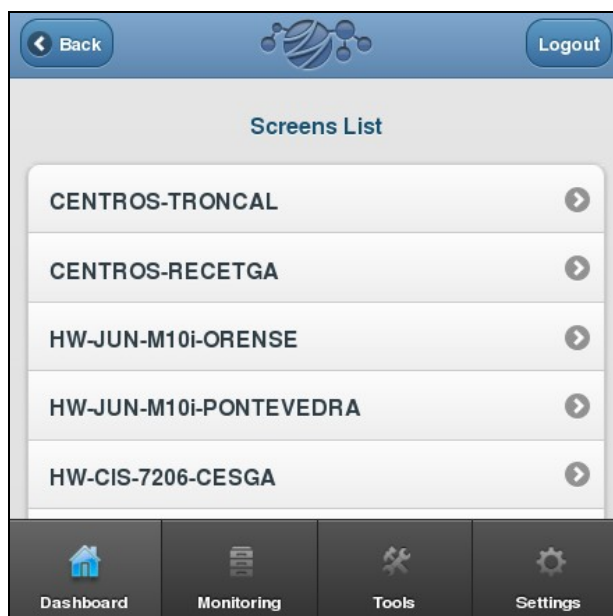 Back
Logout
Screens List
CENTROS-TRONCAL
CENTROS-RECETGA
HW-JUN-M10i-ORENSE
HW-JUN-M10i-PONTEVEDRA
HW-CIS-7206-CESGA
Dashboard Monitoring Tools Settings